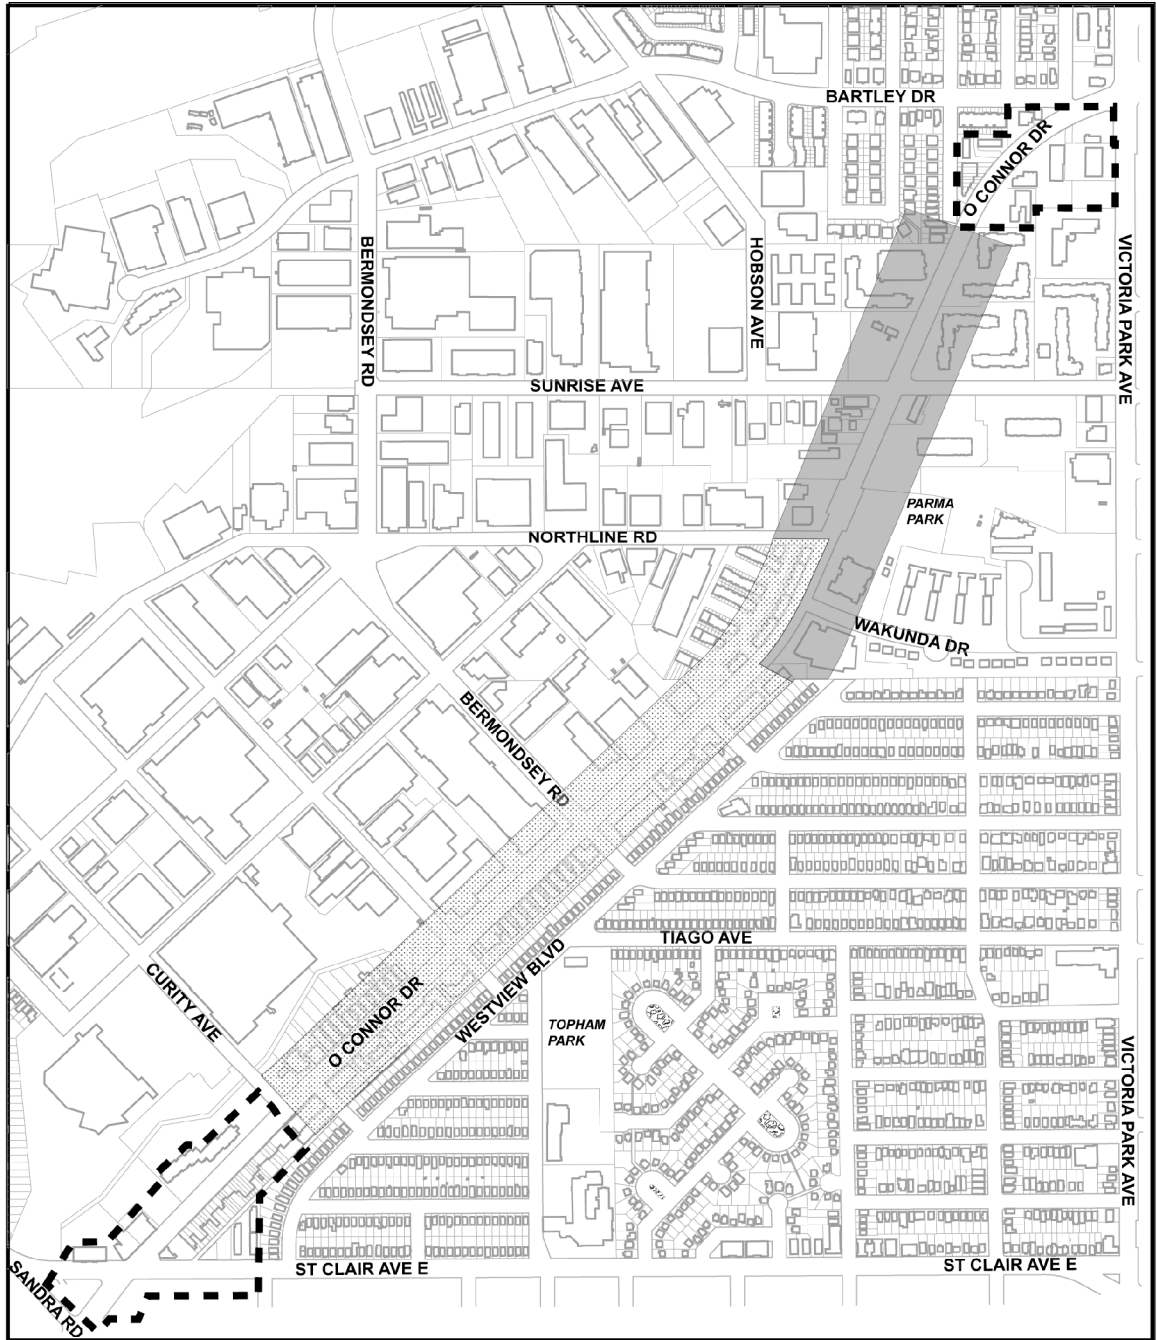 BARTLEY DR
O CONNOR DR
BERMONDSEY RD
HOBSON AVE
VICTORIA PARK AVE
SUNRISE AVE
PARMA
PARK
NORTHLINE RD
WAKUNDA DR
BERMONDSEY RD
TIAGO AVE
WESTVIEW BLVD
CURITY AVE
O CONNOR DR
TOPHAM
PARK
VICTORIA PARK AVE
ST CLAIR AVE E
ST CLAIR AVE E
SANDRA RD